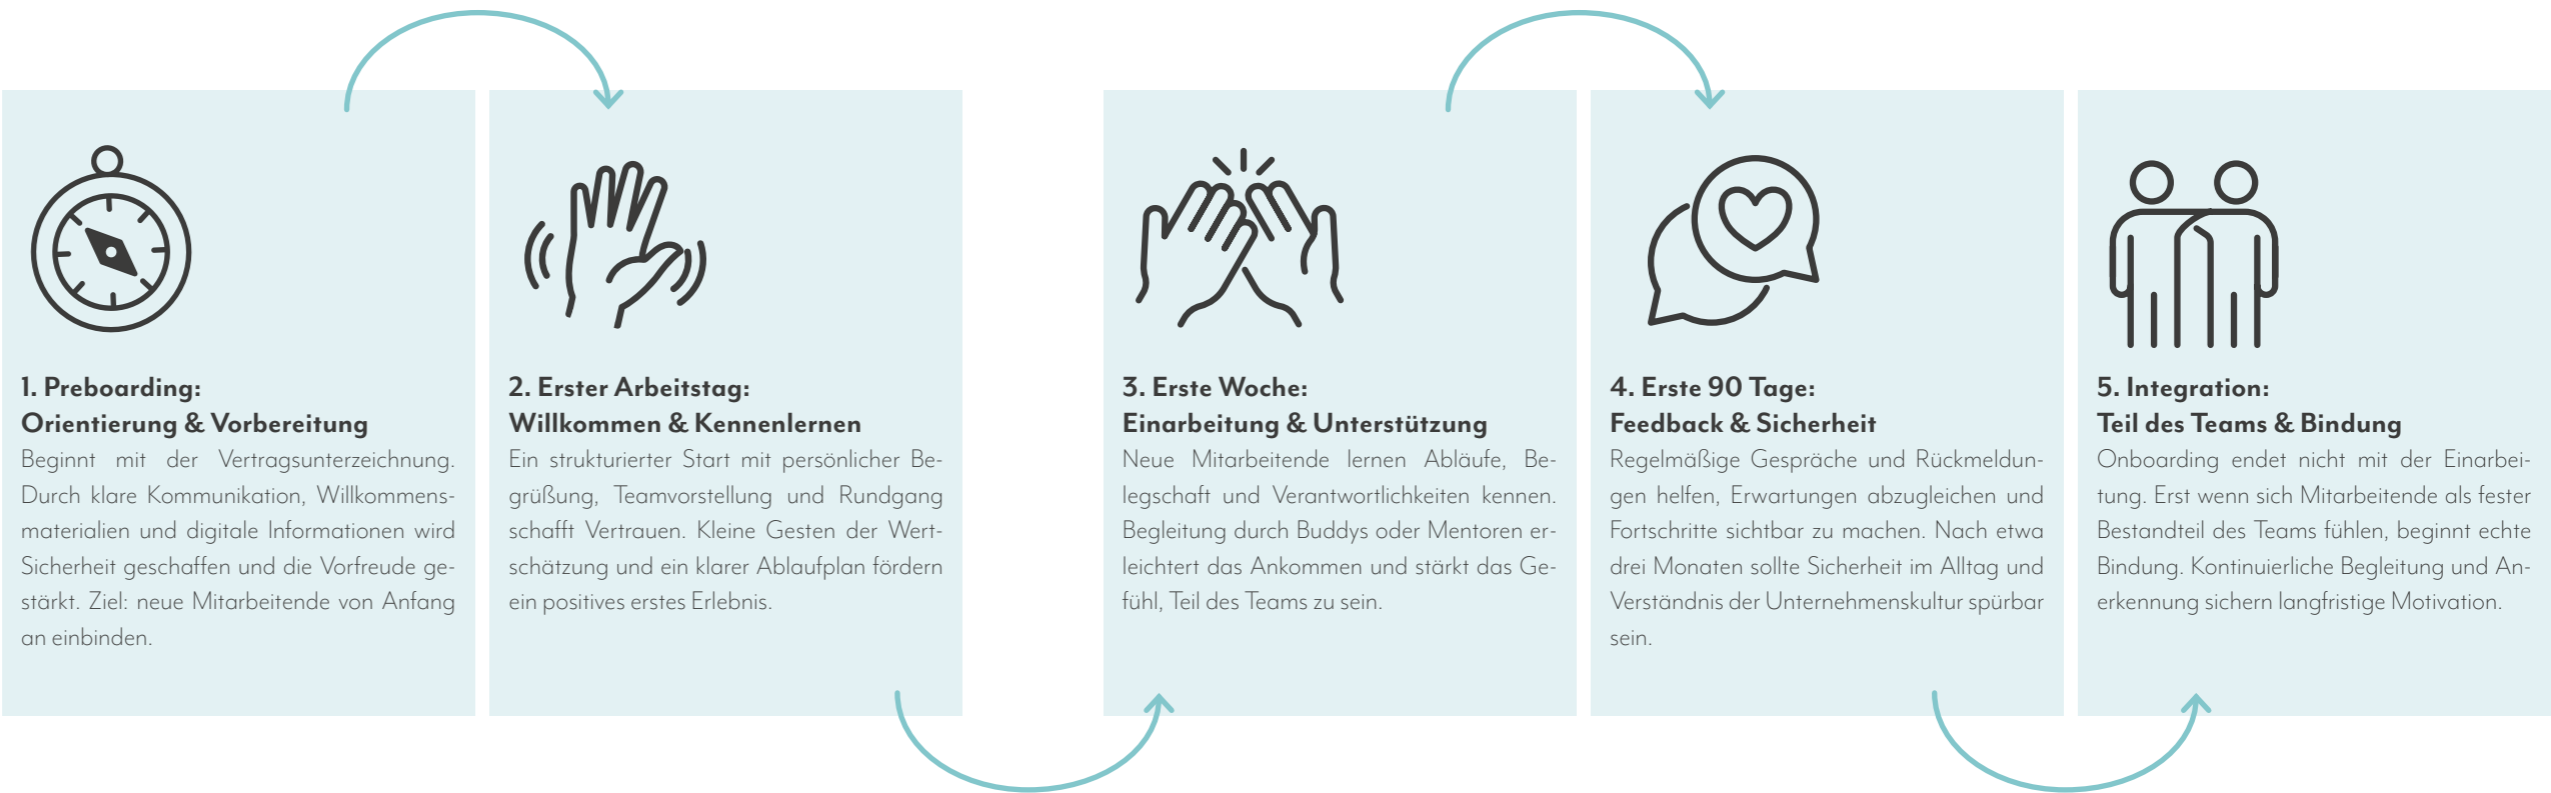 1. Preboarding:
Orientierung & Vorbereitung
Beginnt mit der Vertragsunterzeichnung.
Durch klare Kommunikation, Willkommens-
materialien und digitale Informationen wird
Sicherheit geschaffen und die Vorfreude ge-
stärkt. Ziel: neue Mitarbeitende von Anfang
an einbinden.
2. Erster Arbeitstag:
Willkommen & Kennenlernen
Ein strukturierter Start mit persönlicher Be-
grüßung, Teamvorstellung und Rundgang
schafft Vertrauen. Kleine Gesten der Wert-
schätzung und ein klarer Ablaufplan fördern
ein positives erstes Erlebnis.
3. Erste Woche:
Einarbeitung & Unterstützung
Neue Mitarbeitende lernen Abläufe, Be-
legschaft und Verantwortlichkeiten kennen.
Begleitung durch Buddys oder Mentoren er-
leichtert das Ankommen und stärkt das Ge-
fühl, Teil des Teams zu sein.
4. Erste 90 Tage:
Feedback & Sicherheit
Regelmäßige Gespräche und Rückmeldun-
gen helfen, Erwartungen abzugleichen und
Fortschritte sichtbar zu machen. Nach etwa
drei Monaten sollte Sicherheit im Alltag und
Verständnis der Unternehmenskultur spürbar
sein.
5. Integration:
Teil des Teams & Bindung
Onboarding endet nicht mit der Einarbei-
tung. Erst wenn sich Mitarbeitende als fester
Bestandteil des Teams fühlen, beginnt echte
Bindung. Kontinuierliche Begleitung und An-
erkennung sichern langfristige Motivation.